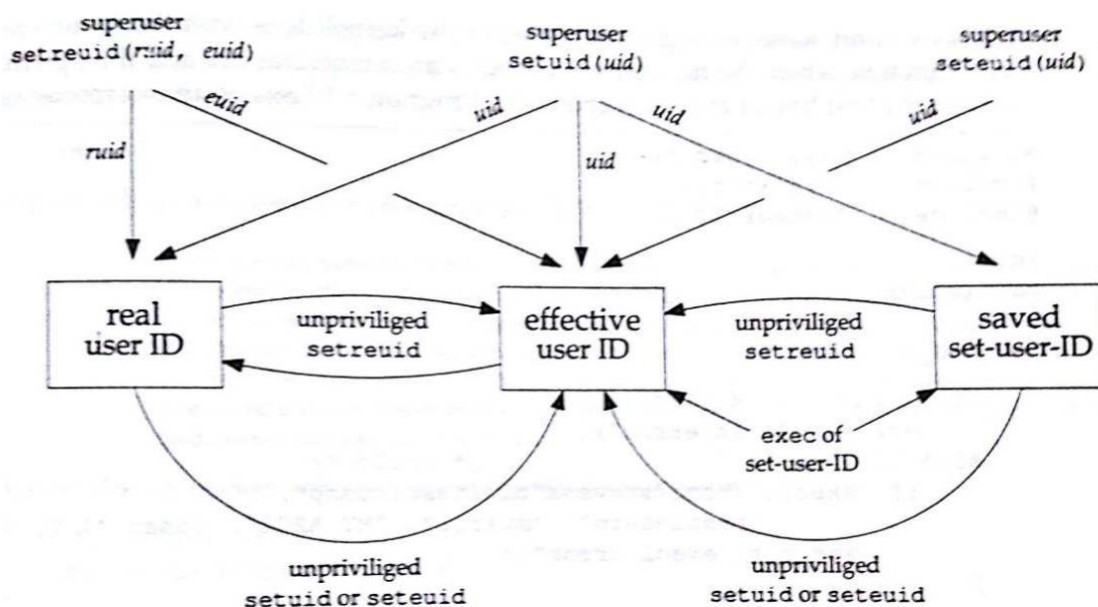 superuser
setreuid(ruid, euid)
superuser
setuid(uid)
superuser
seteuid(uid)
euid
ruid
uid
uid
uid
uid
real
user ID
unpriviliged
setreuid
effective
user ID
unpriviliged
setreuid
saved
set-user-ID
exec of
set-user-ID
unpriviliged
setuid or seteuid
unpriviliged
setuid or seteuid